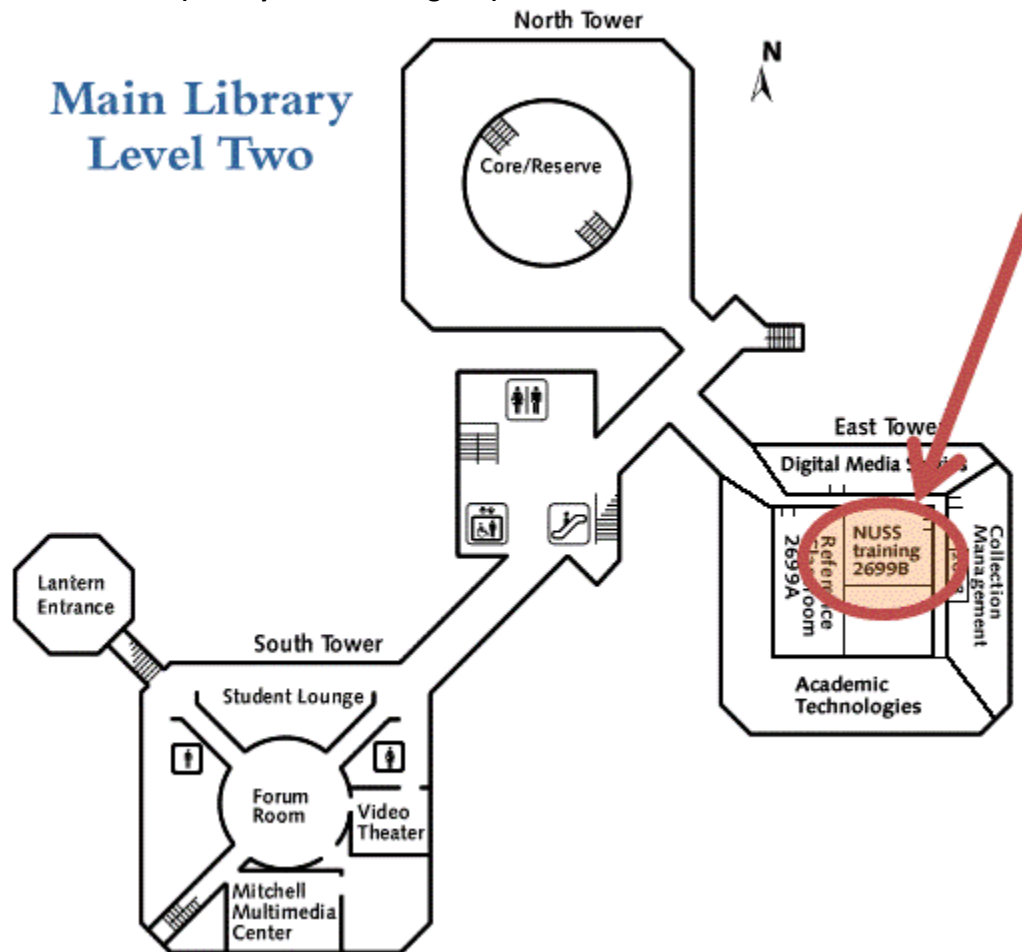 North Tower
N
Main Library
Level Two
Core/Reserve
East Tower
Digital Media
NUSS
training
2699B
Reference
2699A
Collection
Management
Lantern
Entrance
South Tower
Student Lounge
Academic
Technologies
Forum
Room
Video
Theater
Mitchell
Multimedia
Center